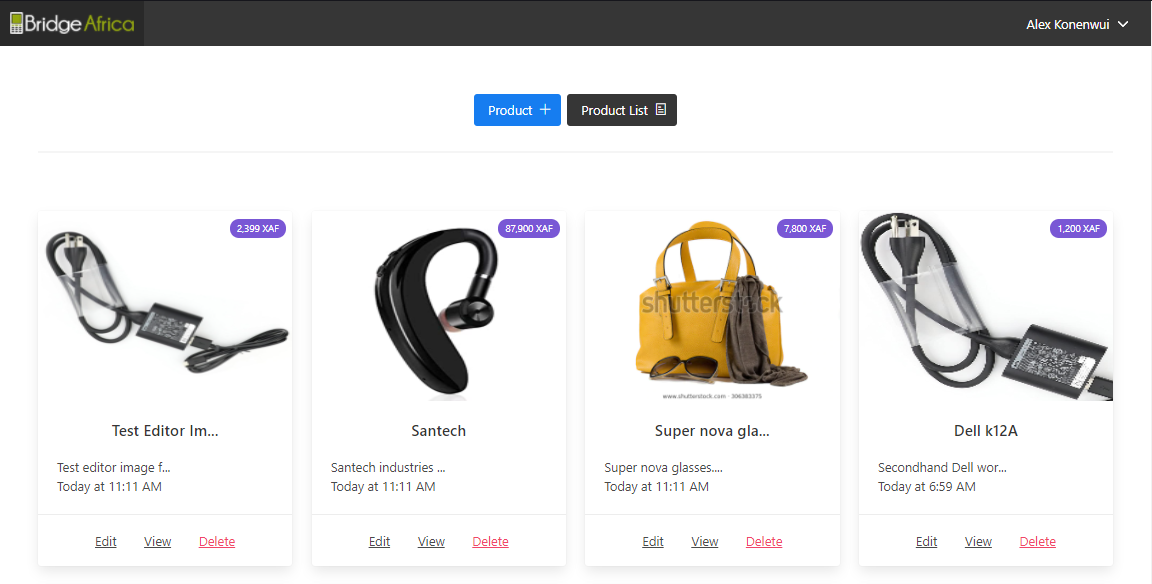 Bridge Africa
Alex Konenwui
Product
Product List
2,399 XAF
87,900 XAF
7,800 XAF
1,200 XAF
shutterstock
www.shutterstock.com · 306383375
Test Editor Im...
Santech
Super nova gla...
Dell k12A
Test editor image f...
Today at 11:11 AM
Santech industries ...
Today at 11:11 AM
Super nova glasses....
Today at 11:11 AM
Secondhand Dell wor...
Today at 6:59 AM
Edit View Delete
Edit View Delete
Edit View Delete
Edit View Delete